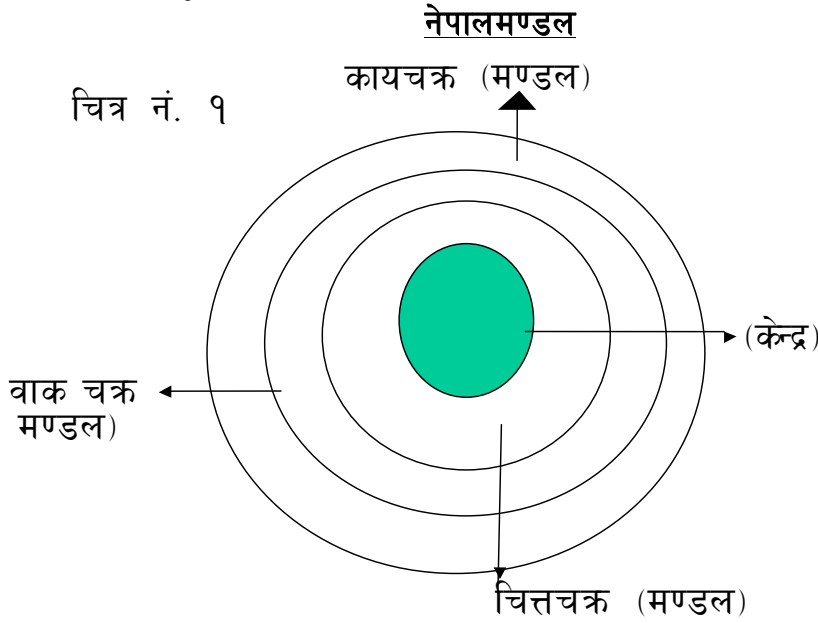 नेपालमण्डल
कायचक्र (मण्डल)
चित्र नं. १
(केन्द्र)
वाक चक्र
मण्डल)
चित्तचक्र (मण्डल)